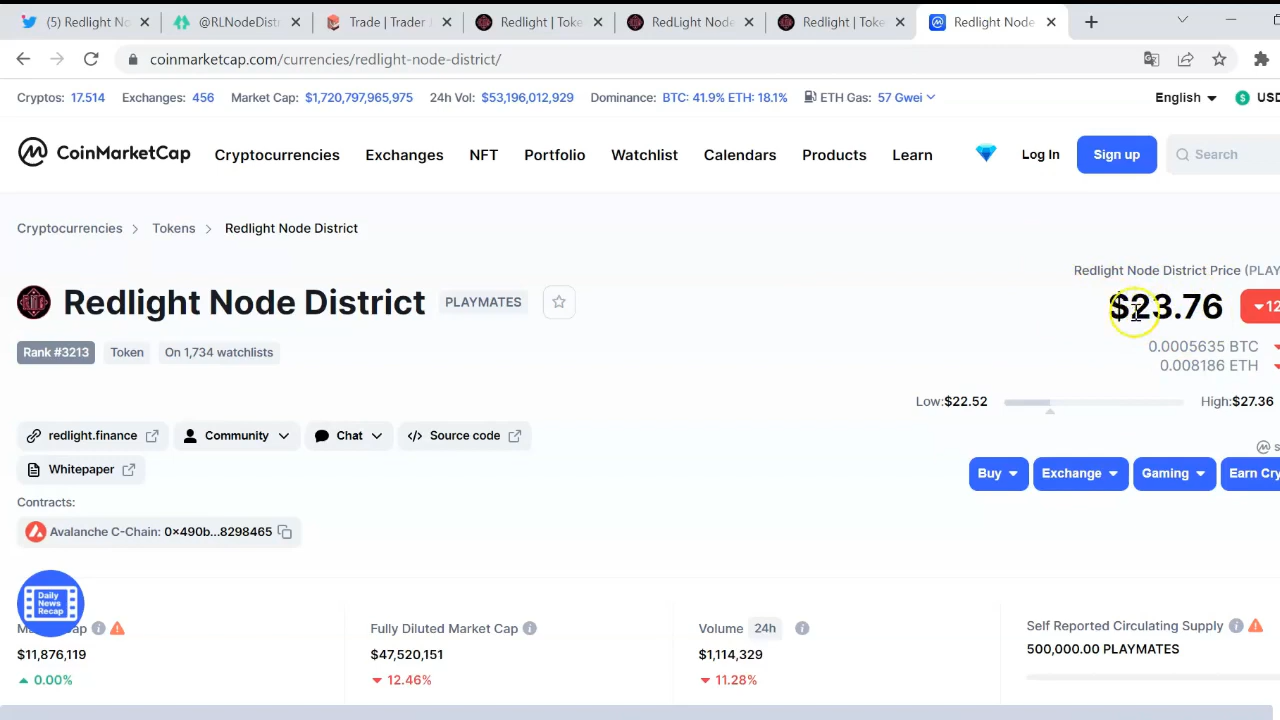 (5) Redlight N
@RLNodeDist
Trade | Trader
Redlight | Toke
RedLight Node
Redlight | Toke
Redlight Node
coinmarketcap.com/currencies/redlight-node-district/
Cryptos: 17.514 Exchanges: 456 Market Cap: $1,720,797,965,975 24h Vol: $53,196,012,929 Dominance: BTC: 41.9% ETH: 18.1% ETH Gas: 57 Gwei English USD
CoinMarketCap Cryptocurrencies Exchanges NFT Portfolio Watchlist Calendars Products Learn Log In Sign up Search
Cryptocurrencies > Tokens > Redlight Node District
Redlight Node District Price (PLAY
Redlight Node District PLAYMATES
$23.76 12
Rank #3213 Token On 1,734 watchlists
0.0005635 BTC
0.008186 ETH
Low:$22.52 High:$27.36
redlight.finance Community Chat </> Source code
Whitepaper
Buy Exchange Gaming Earn Cry
Contracts:
Avalanche C-Chain: 0x490b...8298465
Daily
News
Recap
Fully Diluted Market Cap
Volume 24h
Self Reported Circulating Supply
$11,876,119
$47,520,151
$1,114,329
500,000.00 PLAYMATES
0.00%
12.46%
11.28%